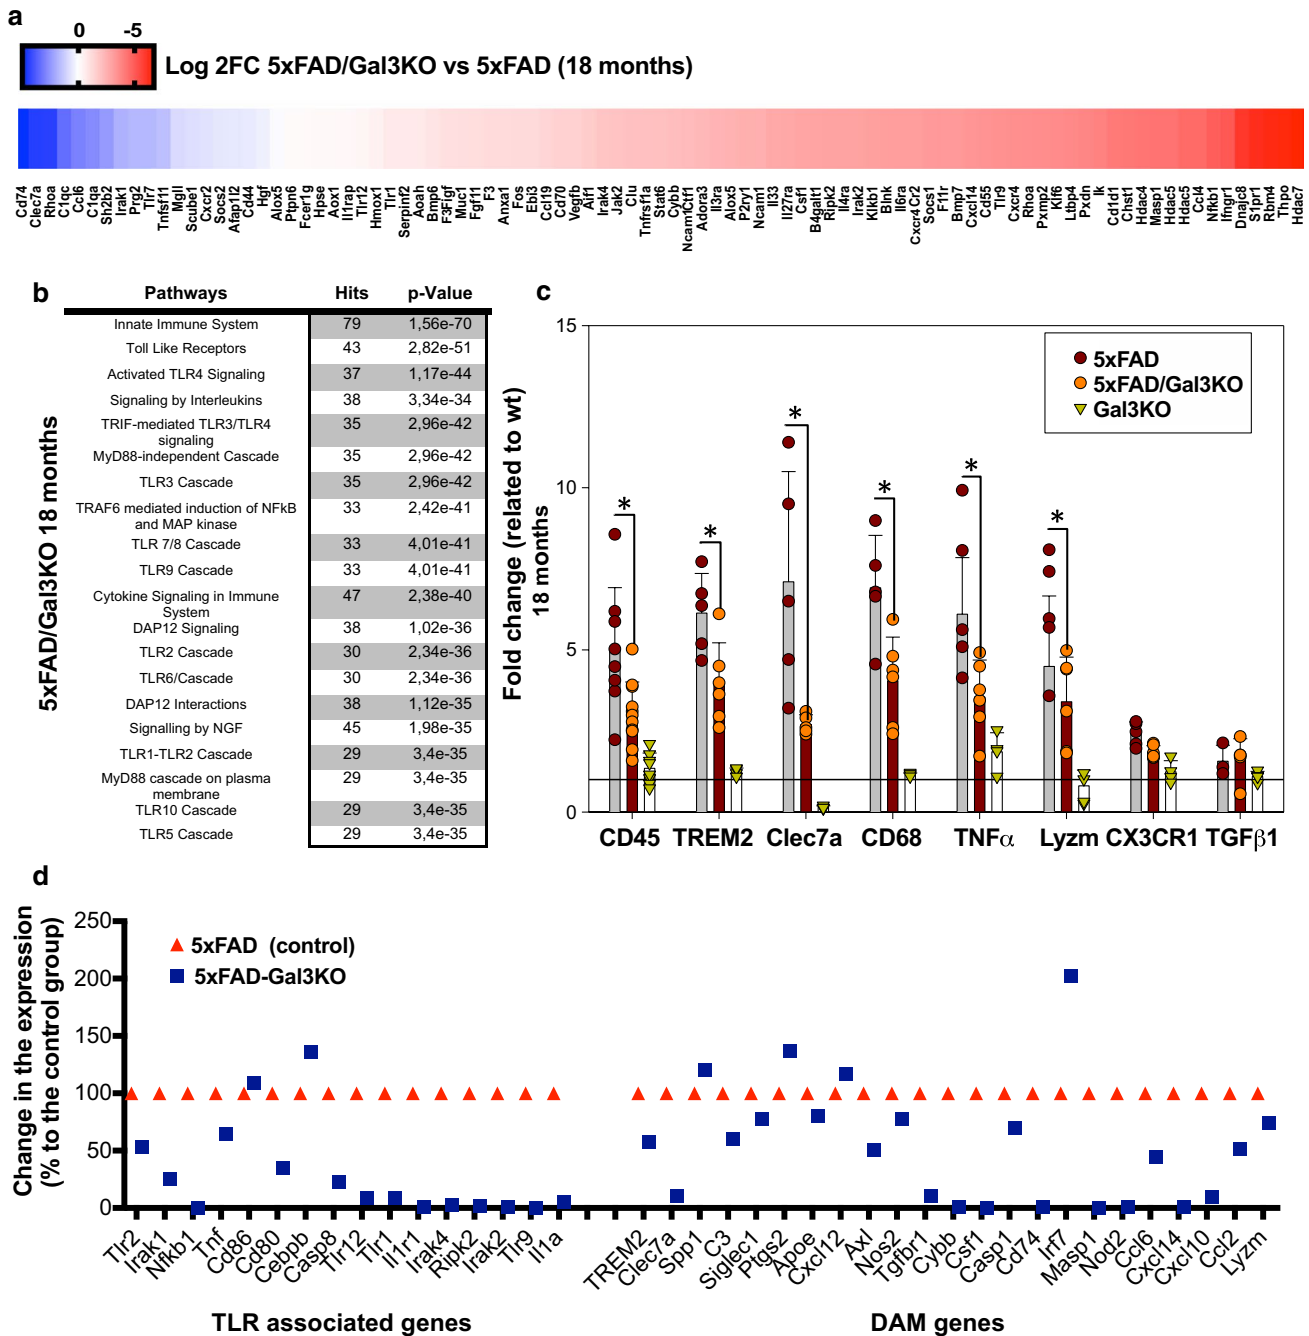 a
0 -5
Log 2FC 5xFAD/Gal3KO vs 5xFAD (18 months)
Cd74
Clec7a
Rhoa
C1qc
Ccl6
C1qa
Sh2b2
Irak1
Prg2
Tlr7
Tnfsf11
Mgll
Scube1
Cxcr2
Socs2
Afap1l2
Cd44
Hgf
Alox5
Ptpn6
Fcer1g
Hpse
Aox1
Il1rap
Tlr12
Hmox1
Tlr1
Serpinf2
Aoah
Bmp6
F3Figf
Muc1
Fgf11
F3
Anxa1
Fos
Ebi3
Ccl19
Cd70
Vegfb
Aif1
Irak4
Jak2
Clu
Tnfrsf1a
Stat6
Cybb
Ncam1Ctf1
Adora3
Il3ra
Alox5
P2ry1
Ncam1
Il33
Il27ra
Csf1
B4galt1
Ripk2
Il4ra
Irak2
Klkb1
Blnk
Il6ra
Cxcr4Cr2
Socs1
F11r
Bmp7
Cxcl14
Cd55
Tlr9
Cxcr4
Rhoa
Pxmp2
Klf6
Ltbp4
Pxdn
Ik
Cd1d1
Chst1
Hdac4
Masp1
Hdac5
Hdac5
Ccl4
Nfkb1
Ifngr1
Dnajc8
S1pr1
Rbm4
Thpo
Hdac7
b
5xFAD/Gal3KO 18 months
Pathways Hits p-Value
Innate Immune System 79 1,56e-70
Toll Like Receptors 43 2,82e-51
Activated TLR4 Signaling 37 1,17e-44
Signaling by Interleukins 38 3,34e-34
TRIF-mediated TLR3/TLR4 35 2,96e-42
signaling
MyD88-independent Cascade 35 2,96e-42
TLR3 Cascade 35 2,96e-42
TRAF6 mediated induction of NFkB 33 2,42e-41
and MAP kinase
TLR 7/8 Cascade 33 4,01e-41
TLR9 Cascade 33 4,01e-41
Cytokine Signaling in Immune 47 2,38e-40
System
DAP12 Signaling 38 1,02e-36
TLR2 Cascade 30 2,34e-36
TLR6/Cascade 30 2,34e-36
DAP12 Interactions 38 1,12e-35
Signalling by NGF 45 1,98e-35
TLR1-TLR2 Cascade 29 3,4e-35
MyD88 cascade on plasma 29 3,4e-35
membrane
TLR10 Cascade 29 3,4e-35
TLR5 Cascade 29 3,4e-35
c
Fold change (related to wt)
18 months
15
10
5
0
5xFAD
5xFAD/Gal3KO
Gal3KO
* * * * * *
CD45 TREM2 Clec7a CD68 TNFα Lyzm CX3CR1 TGFβ1
d
Change in the expression
(% to the control group)
250
200
150
100
50
0
5xFAD (control)
5xFAD-Gal3KO
Tlr2
Irak1
Nfkb1
Tnf
Cd86
Cd80
Cebpb
Casp8
Tlr12
Tlr1
Il1r1
Irak4
Ripk2
Irak2
Tlr9
Il1a
TREM2
Clec7a
Spp1
C3
Siglec1
Ptgs2
Apoe
Cxcl12
Axl
Nos2
Tgfbr1
Cybb
Csf1
Casp1
Cd74
Irf7
Masp1
Nod2
Ccl6
Cxcl14
Cxcl10
Ccl2
Lyzm
TLR associated genes
DAM genes